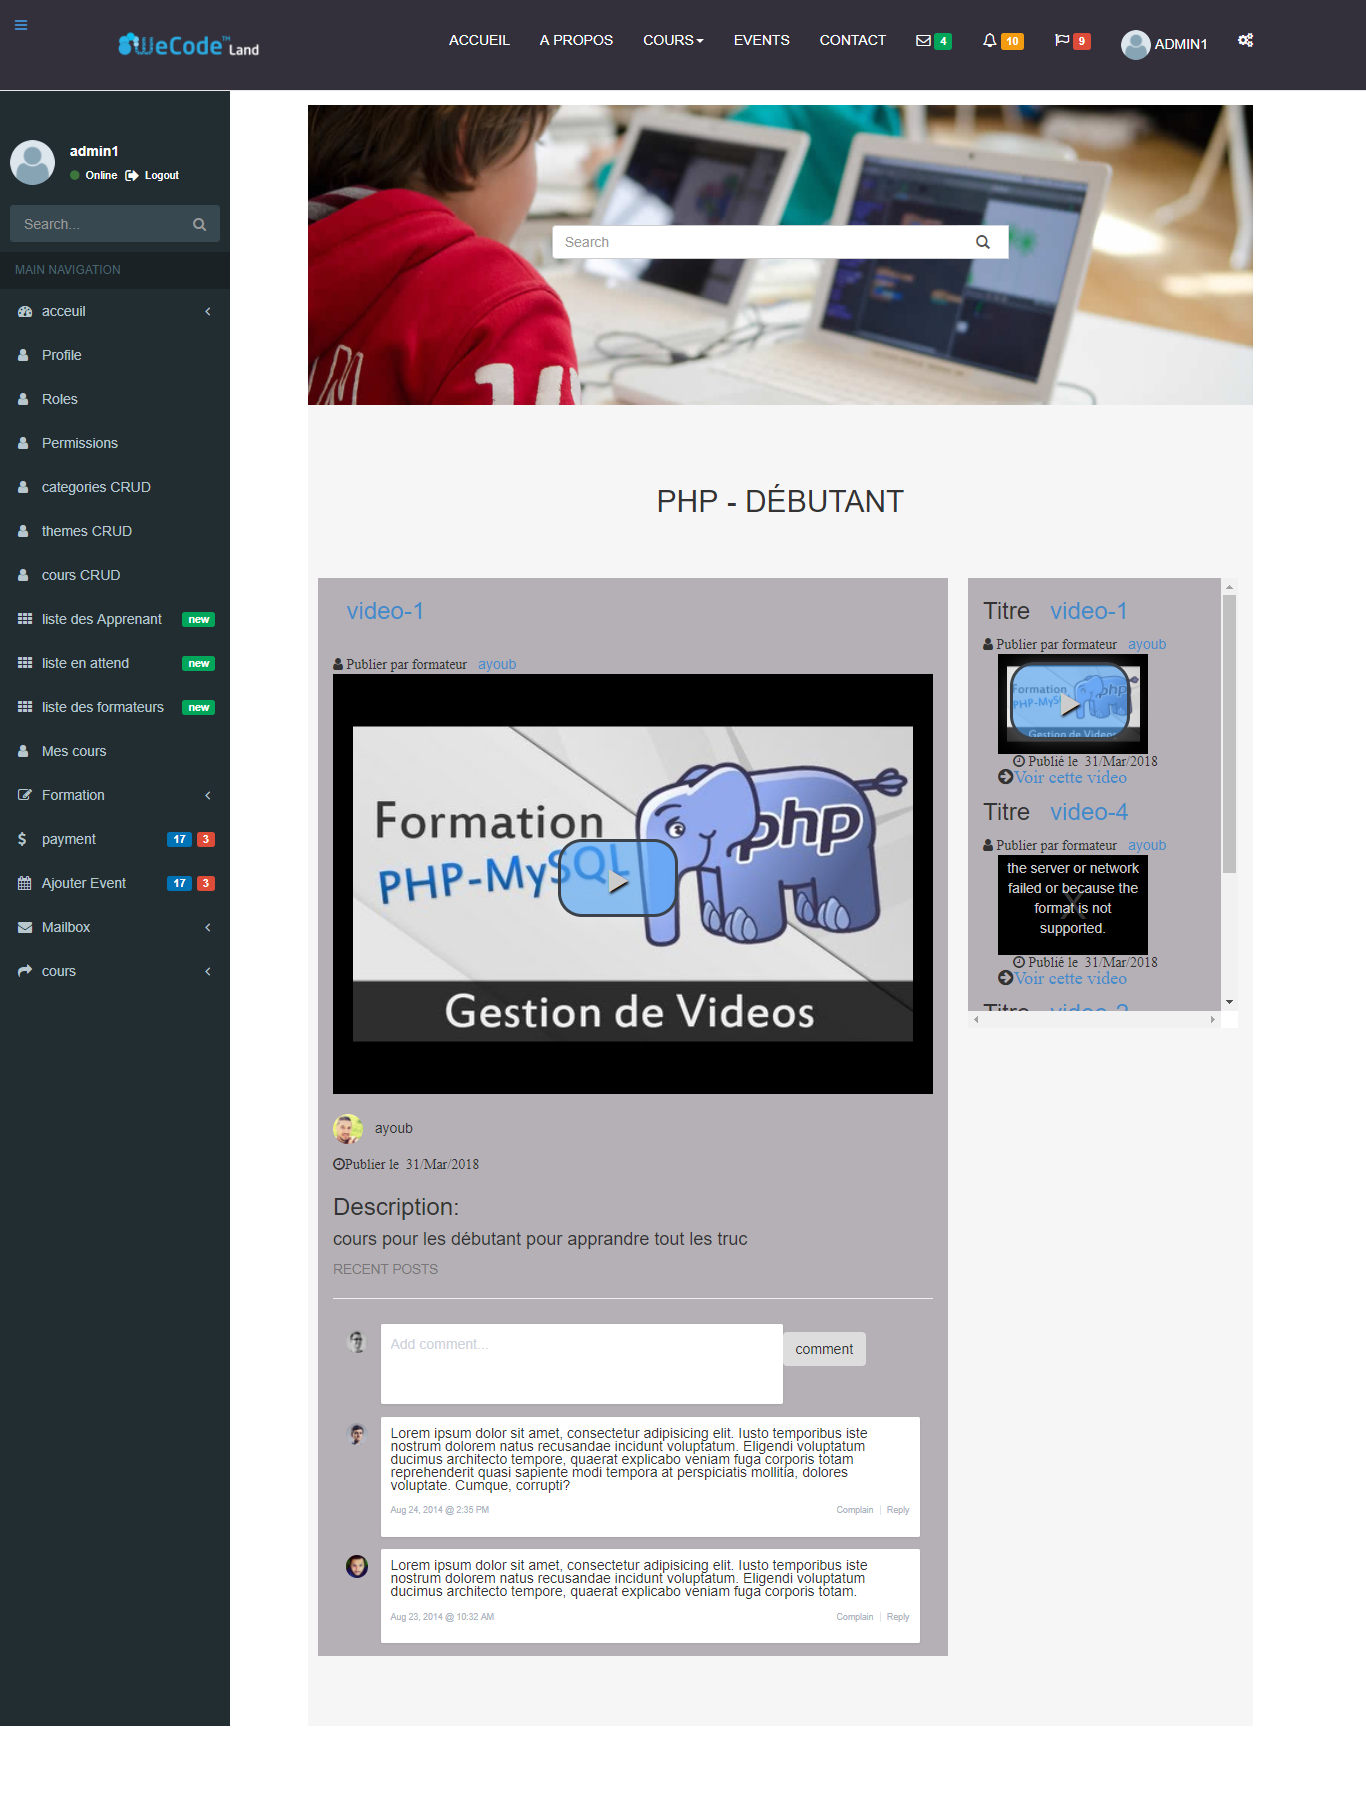 WeCode™ Land
ACCUEIL A PROPOS COURS EVENTS CONTACT 4 10 9 ADMIN1
admin1
Online Logout
Search...
MAIN NAVIGATION
acceuil
Profile
Roles
Permissions
categories CRUD
themes CRUD
cours CRUD
liste des Apprenant new
liste en attend new
liste des formateurs new
Mes cours
Formation
payment 17 3
Ajouter Event 17 3
Mailbox
cours
Search
PHP - DÉBUTANT
video-1
Publier par formateur ayoub
Formation
PHP-MySQL
php
Gestion de Videos
ayoub
Publier le 31/Mar/2018
Description:
cours pour les débutant pour apprandre tout les truc
RECENT POSTS
Add comment...
comment
Lorem ipsum dolor sit amet, consectetur adipisicing elit. Iusto temporibus iste
nostrum dolorem natus recusandae incidunt voluptatum. Eligendi voluptatum
ducimus architecto tempore, quaerat explicabo veniam fuga corporis totam
reprehenderit quasi sapiente modi tempora at perspiciatis mollitia, dolores
voluptate. Cumque, corrupti?
Aug 24, 2014 @ 2:35 PM Complain | Reply
Lorem ipsum dolor sit amet, consectetur adipisicing elit. Iusto temporibus iste
nostrum dolorem natus recusandae incidunt voluptatum. Eligendi voluptatum
ducimus architecto tempore, quaerat explicabo veniam fuga corporis totam.
Aug 23, 2014 @ 10:32 AM Complain | Reply
Titre video-1
Publier par formateur ayoub
Formation
PHP-MySQL
php
Gestion de Videos
Publié le 31/Mar/2018
Voir cette video
Titre video-4
Publier par formateur ayoub
the server or network
failed or because the
format is not
supported.
Publié le 31/Mar/2018
Voir cette video
Titre